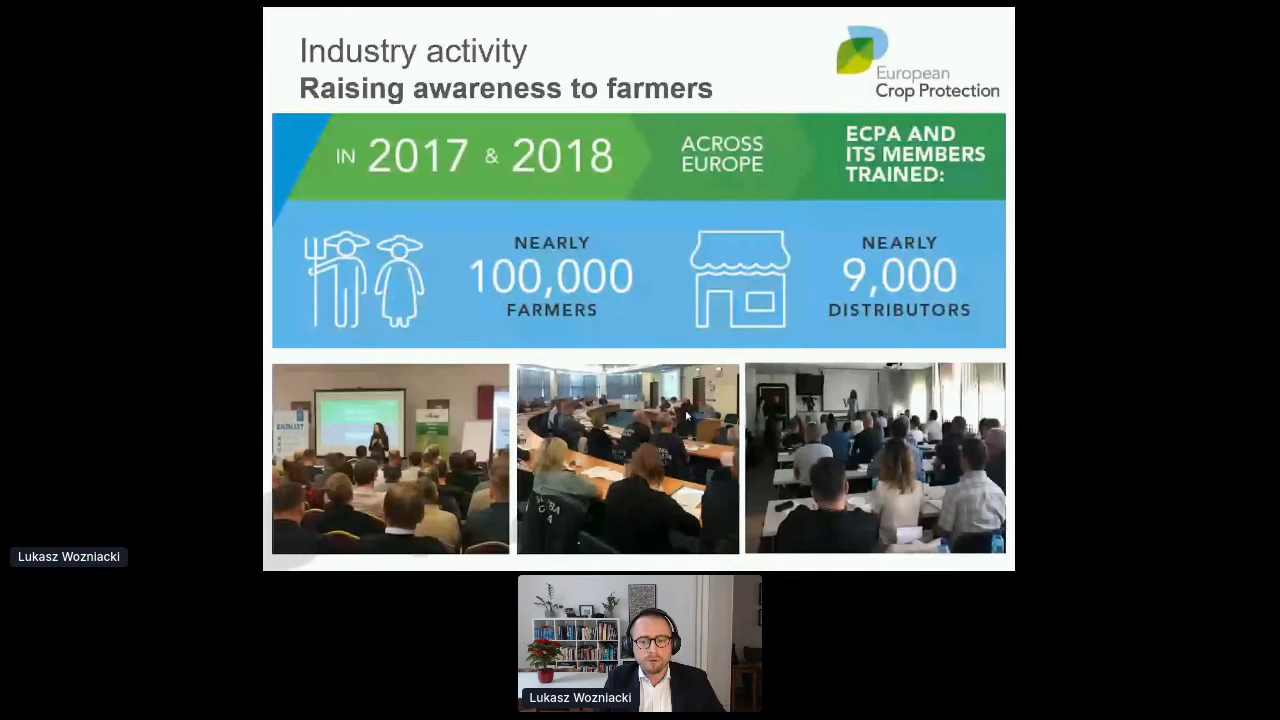 Industry activity
Raising awareness to farmers
European
Crop Protection
IN 2017 & 2018
ACROSS
EUROPE
ECPA AND
ITS MEMBERS
TRAINED:
NEARLY
100,000
FARMERS
NEARLY
9,000
DISTRIBUTORS
Lukasz Wozniacki
Lukasz Wozniacki